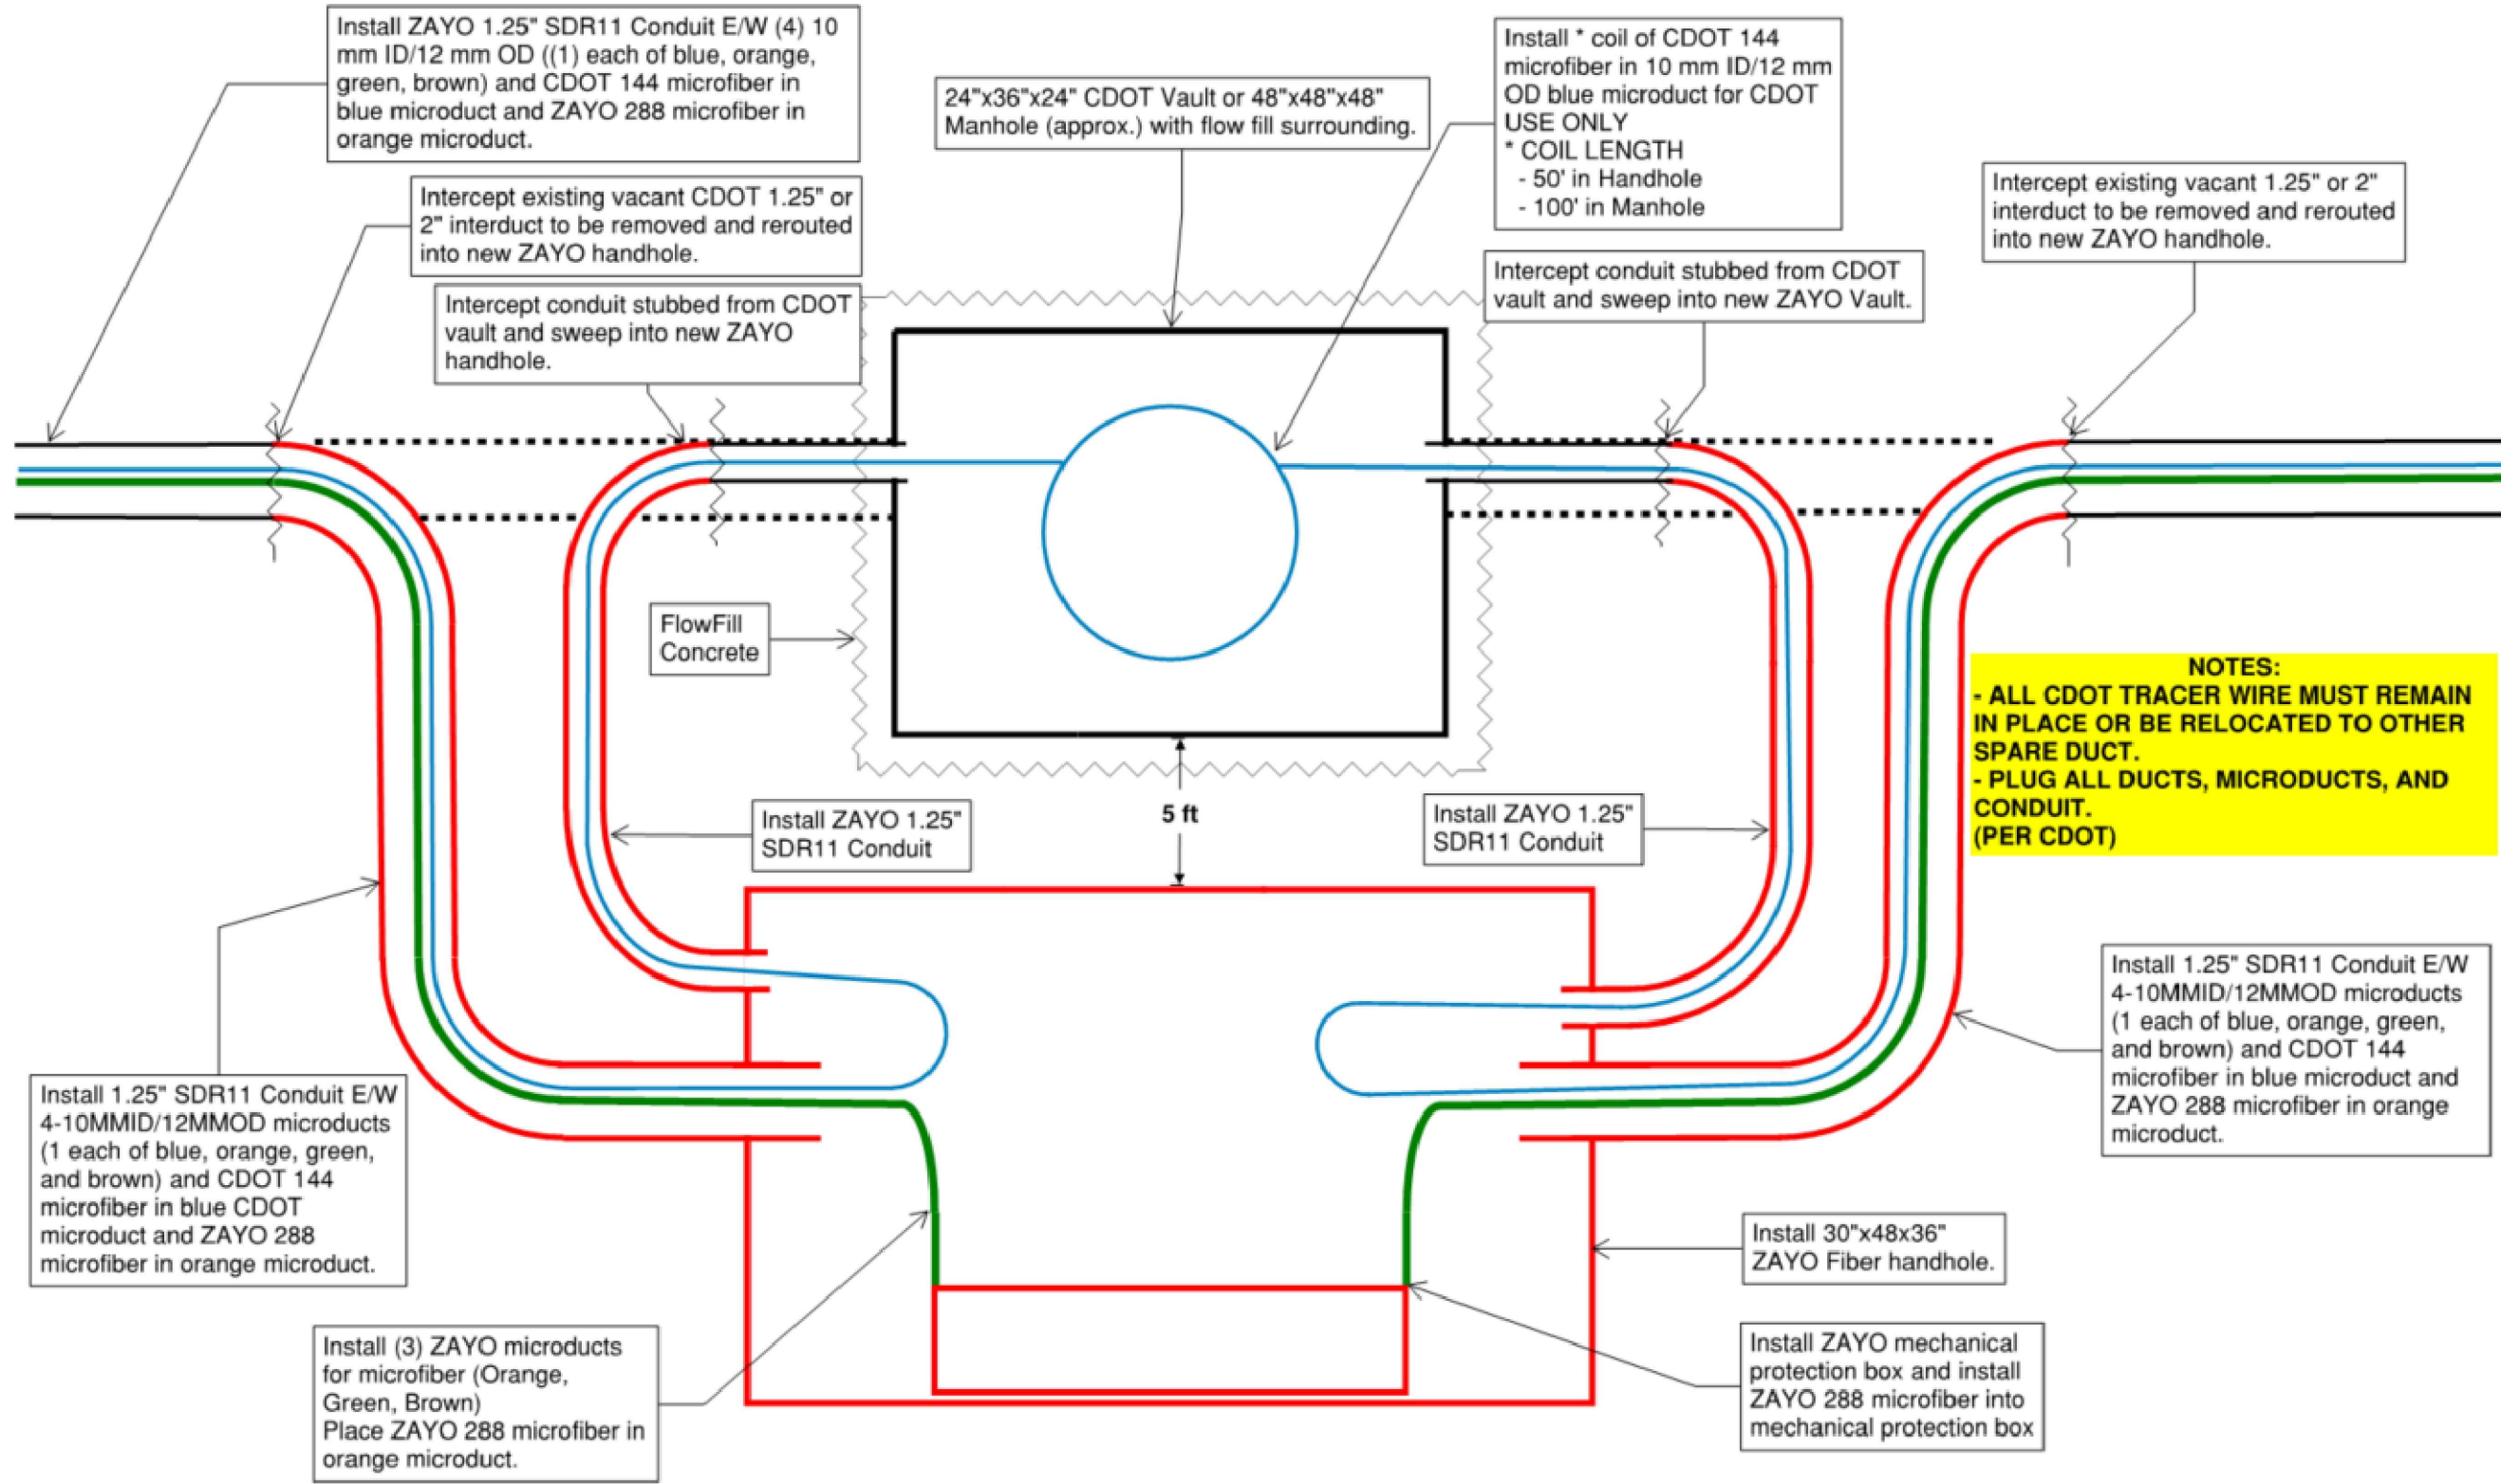 Install ZAYO 1.25" SDR11 Conduit E/W (4) 10
mm ID/12 mm OD ((1) each of blue, orange,
green, brown) and CDOT 144 microfiber in
blue microduct and ZAYO 288 microfiber in
orange microduct.
24"x36"x24" CDOT Vault or 48"x48"x48"
Manhole (approx.) with flow fill surrounding.
Install * coil of CDOT 144
microfiber in 10 mm ID/12 mm
OD blue microduct for CDOT
USE ONLY
* COIL LENGTH
- 50' in Handhole
- 100' in Manhole
Intercept existing vacant CDOT 1.25" or
2" interduct to be removed and rerouted
into new ZAYO handhole.
Intercept existing vacant 1.25" or 2"
interduct to be removed and rerouted
into new ZAYO handhole.
Intercept conduit stubbed from CDOT
vault and sweep into new ZAYO
handhole.
Intercept conduit stubbed from CDOT
vault and sweep into new ZAYO Vault.
FlowFill
Concrete
NOTES:
- ALL CDOT TRACER WIRE MUST REMAIN
IN PLACE OR BE RELOCATED TO OTHER
SPARE DUCT.
- PLUG ALL DUCTS, MICRODUCTS, AND
CONDUIT.
(PER CDOT)
Install ZAYO 1.25"
SDR11 Conduit
5 ft
Install ZAYO 1.25"
SDR11 Conduit
Install 1.25" SDR11 Conduit E/W
4-10MMID/12MMOD microducts
(1 each of blue, orange, green,
and brown) and CDOT 144
microfiber in blue CDOT
microduct and ZAYO 288
microfiber in orange microduct.
Install 1.25" SDR11 Conduit E/W
4-10MMID/12MMOD microducts
(1 each of blue, orange, green,
and brown) and CDOT 144
microfiber in blue microduct and
ZAYO 288 microfiber in orange
microduct.
Install 30"x48x36"
ZAYO Fiber handhole.
Install (3) ZAYO microducts
for microfiber (Orange,
Green, Brown)
Place ZAYO 288 microfiber in
orange microduct.
Install ZAYO mechanical
protection box and install
ZAYO 288 microfiber into
mechanical protection box